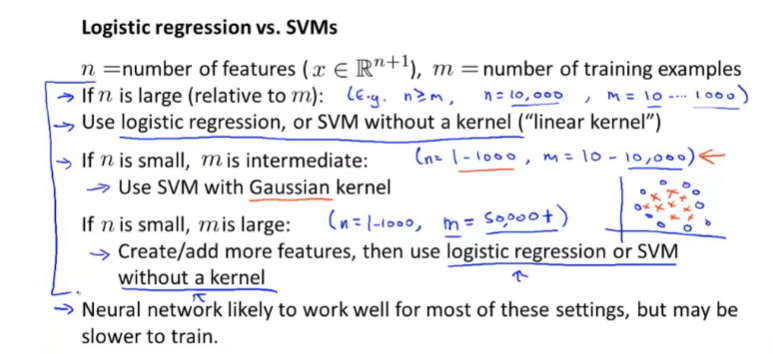 Logistic regression vs. SVMs
n =number of features (x ∈ ℝⁿ⁺¹), m = number of training examples
→ If n is large (relative to m): (E.g. n ≥ m, n = 10,000, m = 10 .... 1000)
→ Use logistic regression, or SVM without a kernel (“linear kernel”)
→ If n is small, m is intermediate: (n = 1-1000, m = 10 - 10,000) ←
→ Use SVM with Gaussian kernel
If n is small, m is large: (n = 1-1000, m = 50,000+)
→ Create/add more features, then use logistic regression or SVM
without a kernel
→ Neural network likely to work well for most of these settings, but may be
slower to train.